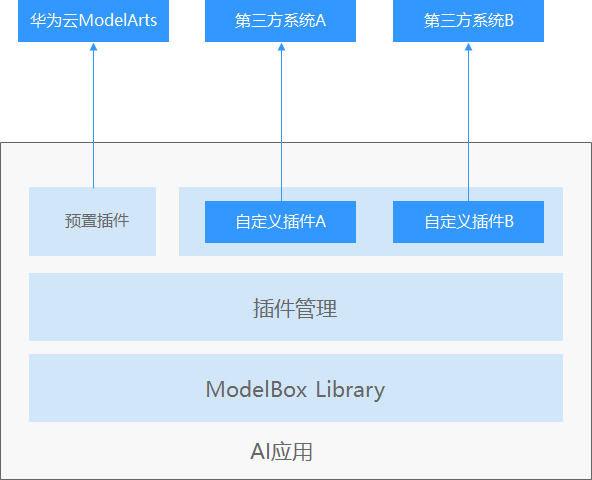 华为云ModelArts
第三方系统A
第三方系统B
预置插件
自定义插件A
自定义插件B
插件管理
ModelBox Library
AI应用